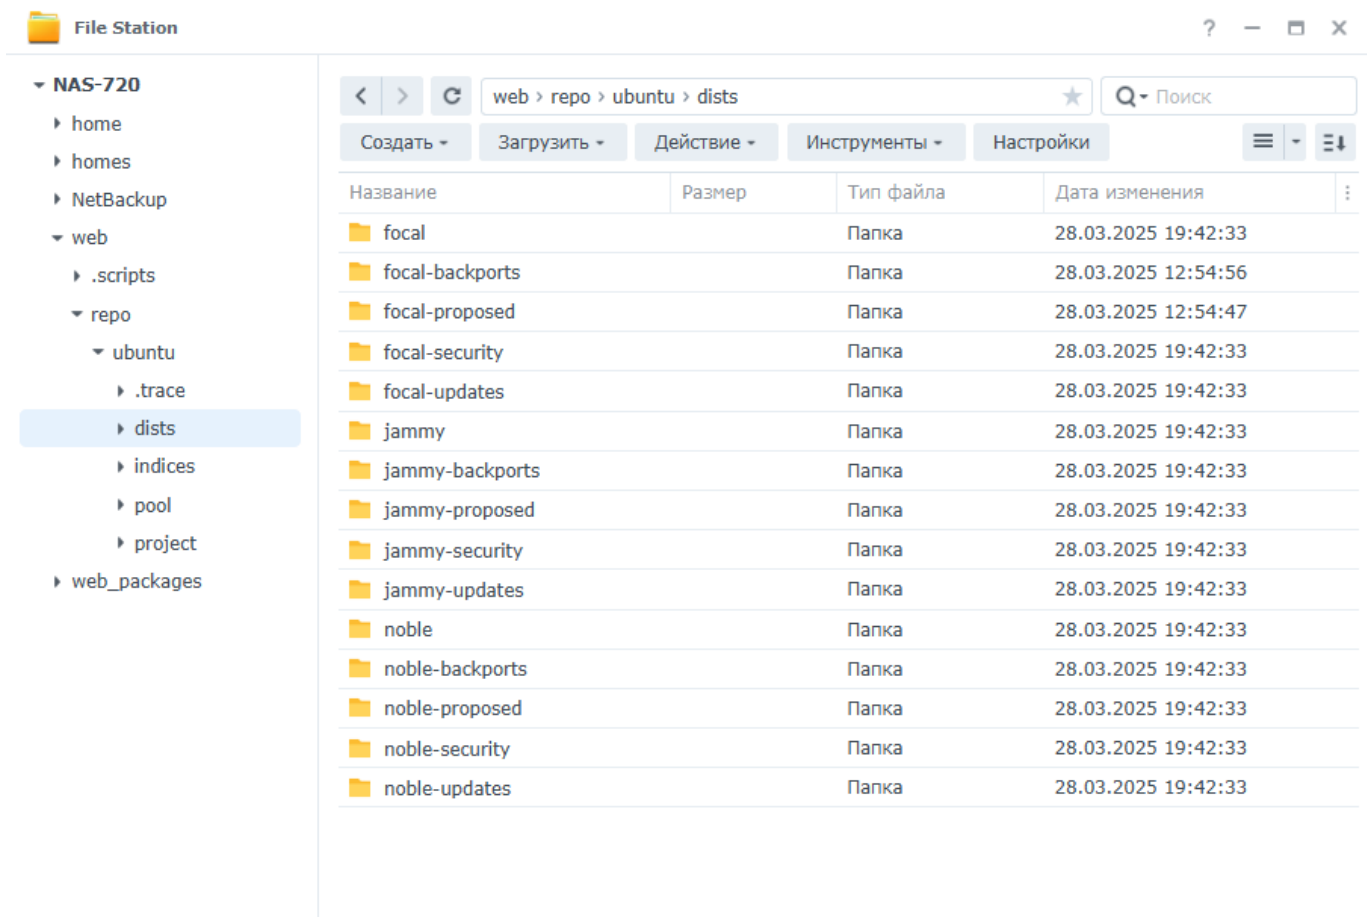 File Station
?
NAS-720
home
homes
NetBackup
web
.scripts
repo
ubuntu
.trace
dists
indices
pool
project
web_packages
web › repo › ubuntu › dists
Поиск
Создать Загрузить Действие Инструменты Настройки
Название Размер Тип файла Дата изменения
focal Папка 28.03.2025 19:42:33
focal-backports Папка 28.03.2025 12:54:56
focal-proposed Папка 28.03.2025 12:54:47
focal-security Папка 28.03.2025 19:42:33
focal-updates Папка 28.03.2025 19:42:33
jammy Папка 28.03.2025 19:42:33
jammy-backports Папка 28.03.2025 19:42:33
jammy-proposed Папка 28.03.2025 19:42:33
jammy-security Папка 28.03.2025 19:42:33
jammy-updates Папка 28.03.2025 19:42:33
noble Папка 28.03.2025 19:42:33
noble-backports Папка 28.03.2025 19:42:33
noble-proposed Папка 28.03.2025 19:42:33
noble-security Папка 28.03.2025 19:42:33
noble-updates Папка 28.03.2025 19:42:33